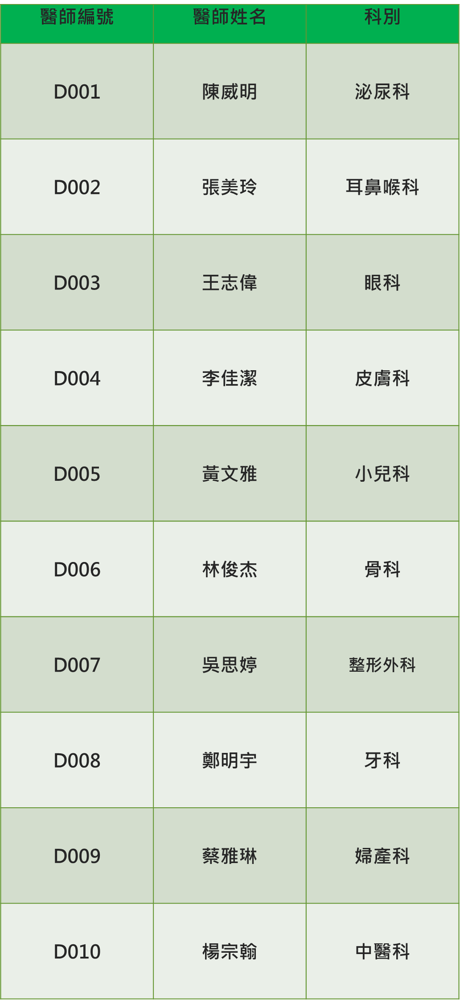 醫師編號 醫師姓名 科別
D001 陳威明 泌尿科
D002 張美玲 耳鼻喉科
D003 王志偉 眼科
D004 李佳潔 皮膚科
D005 黃文雅 小兒科
D006 林俊杰 骨科
D007 吳思婷 整形外科
D008 鄭明宇 牙科
D009 蔡雅琳 婦產科
D010 楊宗翰 中醫科